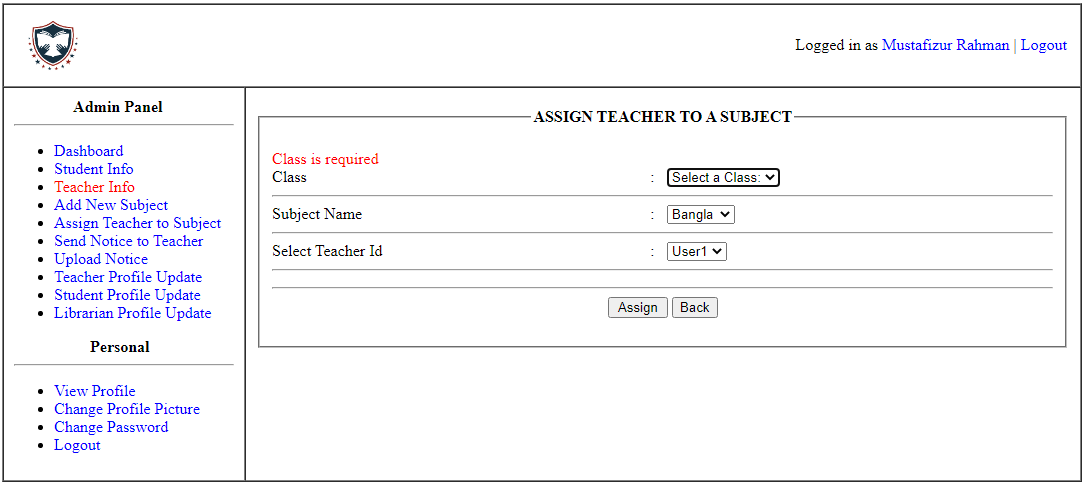 Logged in as Mustafizur Rahman | Logout
Admin Panel
Dashboard
Student Info
Teacher Info
Add New Subject
Assign Teacher to Subject
Send Notice to Teacher
Upload Notice
Teacher Profile Update
Student Profile Update
Librarian Profile Update
Personal
View Profile
Change Profile Picture
Change Password
Logout
ASSIGN TEACHER TO A SUBJECT
Class is required
Class : Select a Class:
Subject Name : Bangla
Select Teacher Id : User1
Assign Back